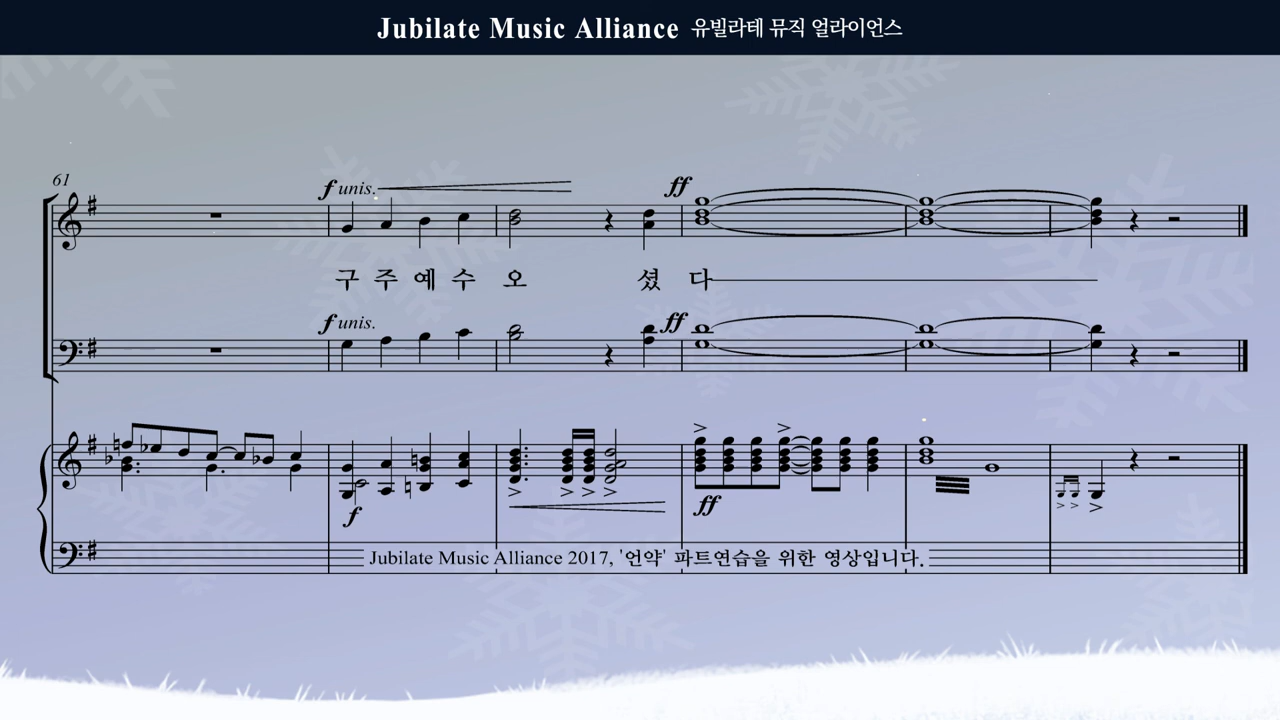 Jubilate Music Alliance 유빌라테 뮤직 얼라이언스
61
f unis.
ff
구 주 예 수 오 셨 다
f unis.
ff
f
ff
Jubilate Music Alliance 2017, '언약' 파트연습을 위한 영상입니다.